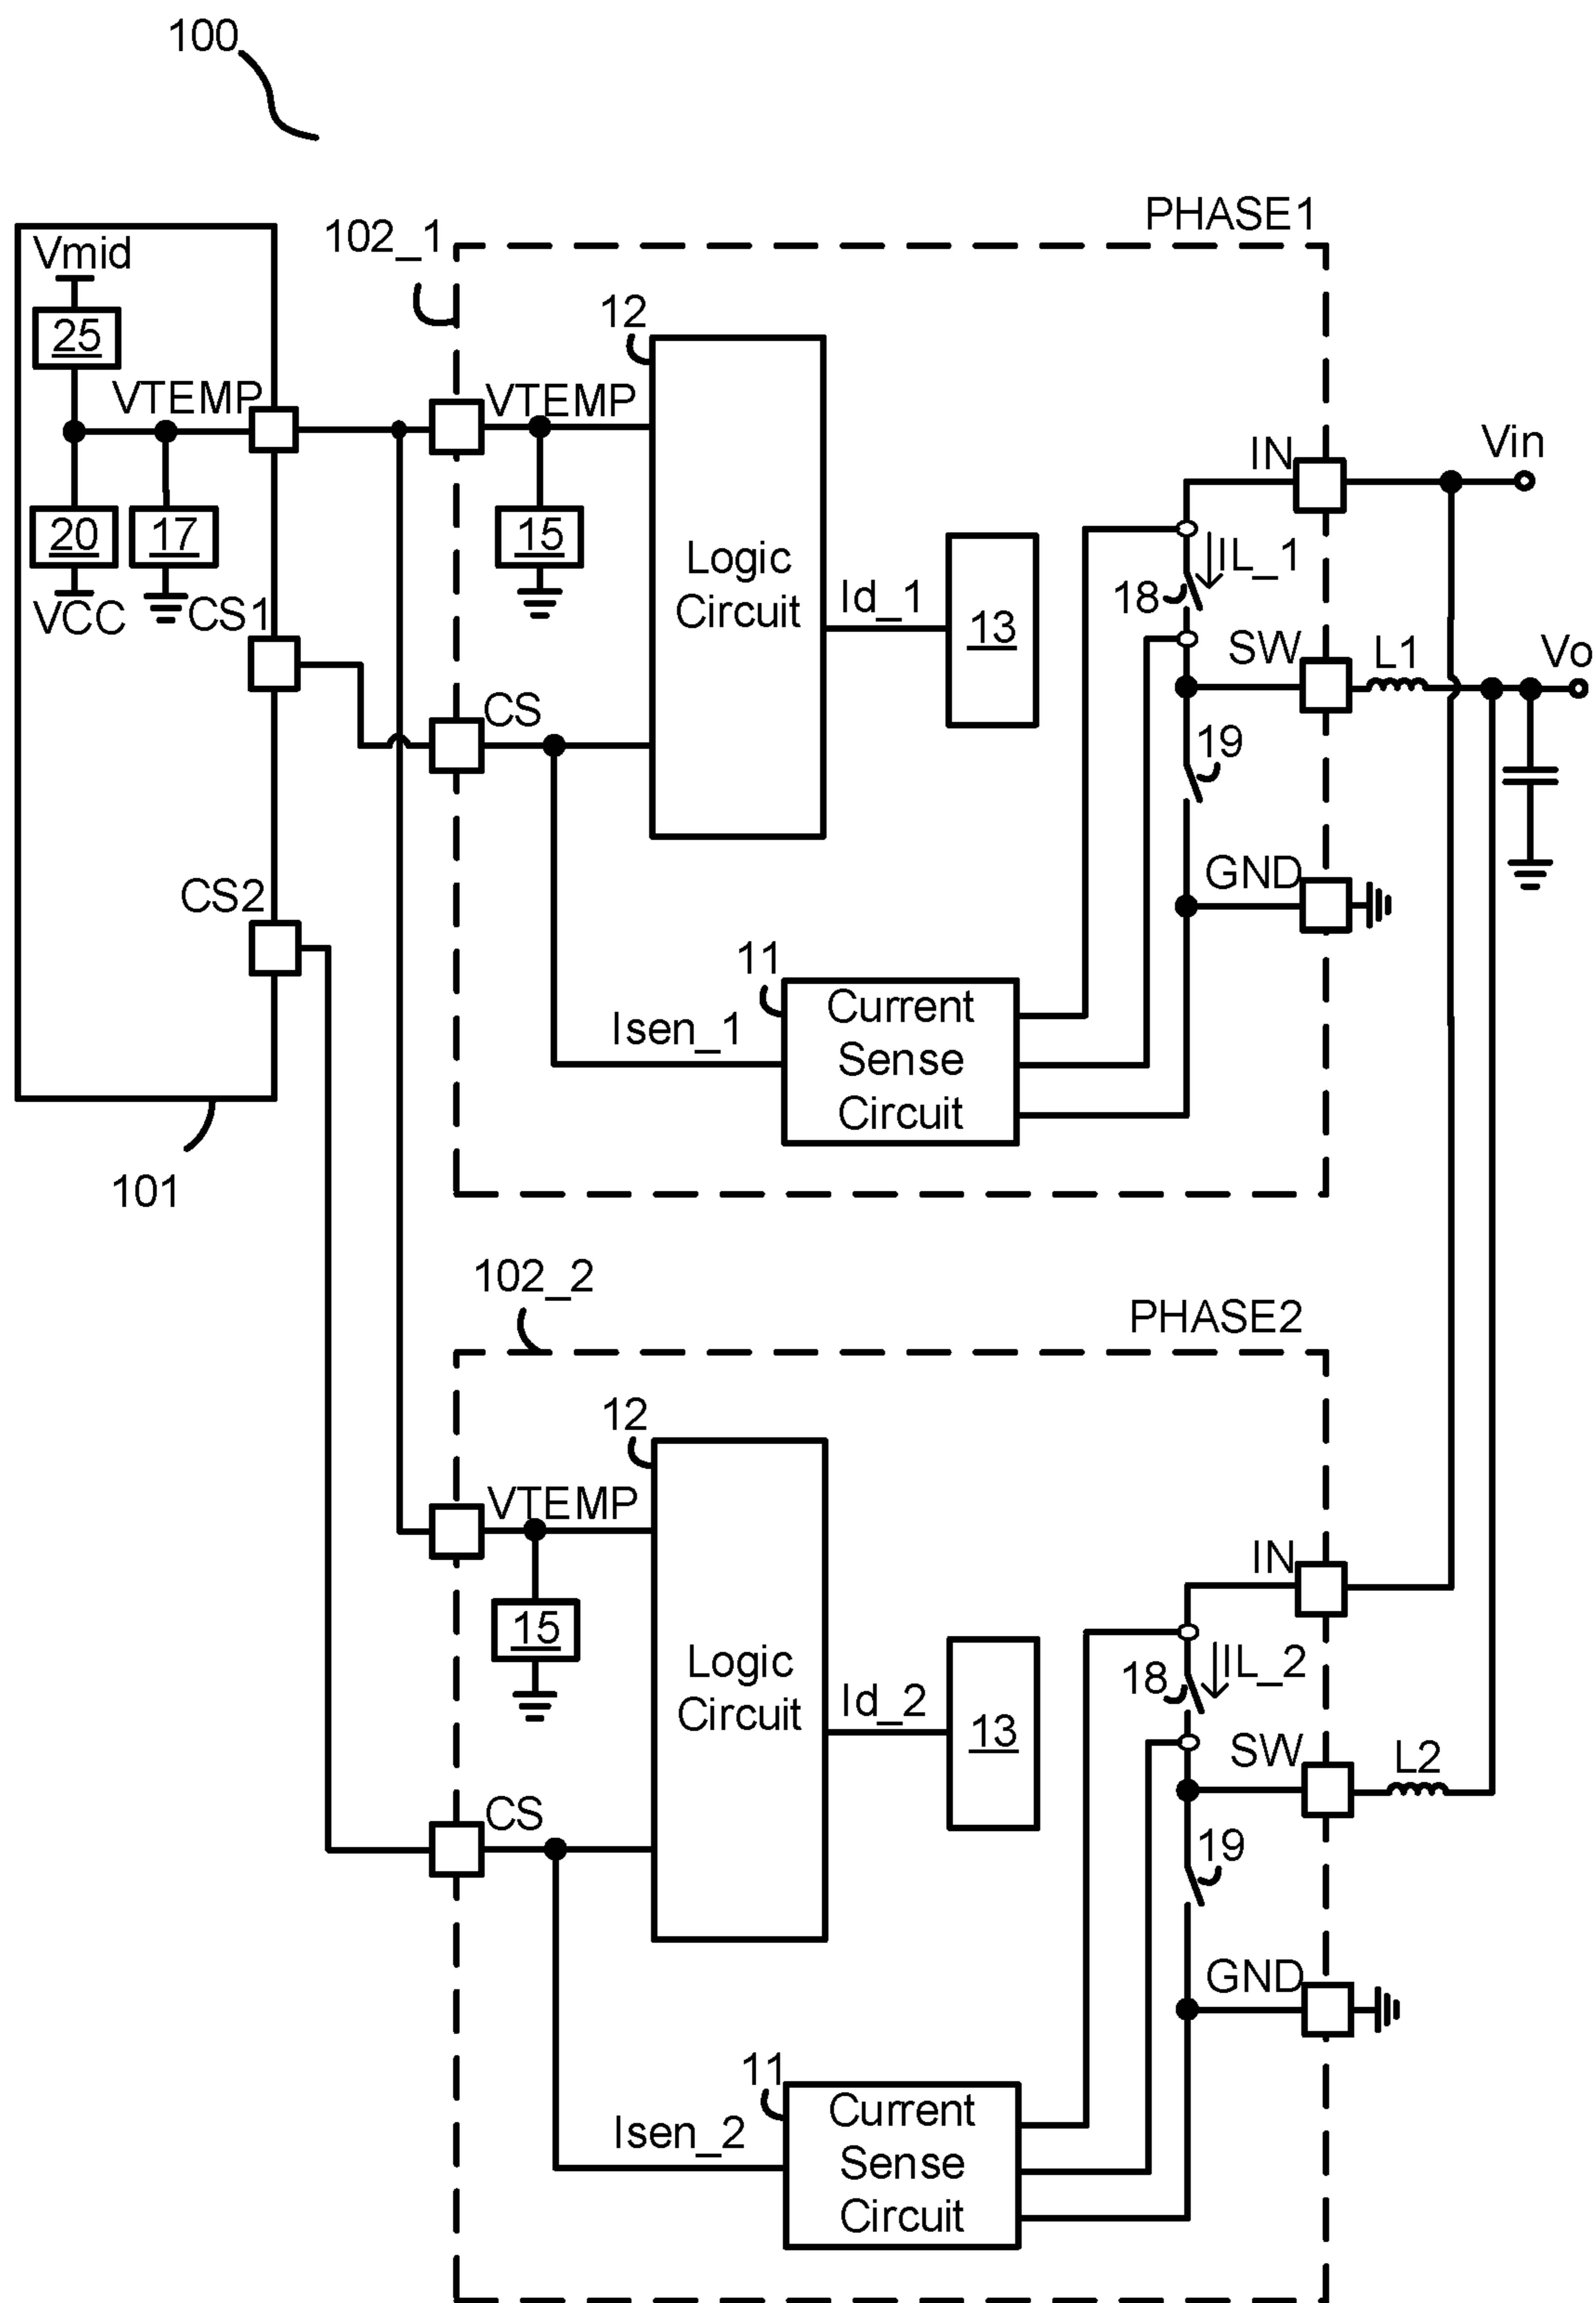 100
PHASE1
102_1
Vmid
12
25
VTEMP
VTEMP
IN
Vin
20
17
15
Logic
Circuit
IL_1
18
VCC
CS1
Id_1
13
SW
L1
Vo
CS
19
CS2
GND
11
Current
Sense
Circuit
Isen_1
101
102_2
PHASE2
12
VTEMP
IN
15
Logic
Circuit
18
IL_2
Id_2
13
SW
L2
CS
19
GND
11
Current
Sense
Circuit
Isen_2